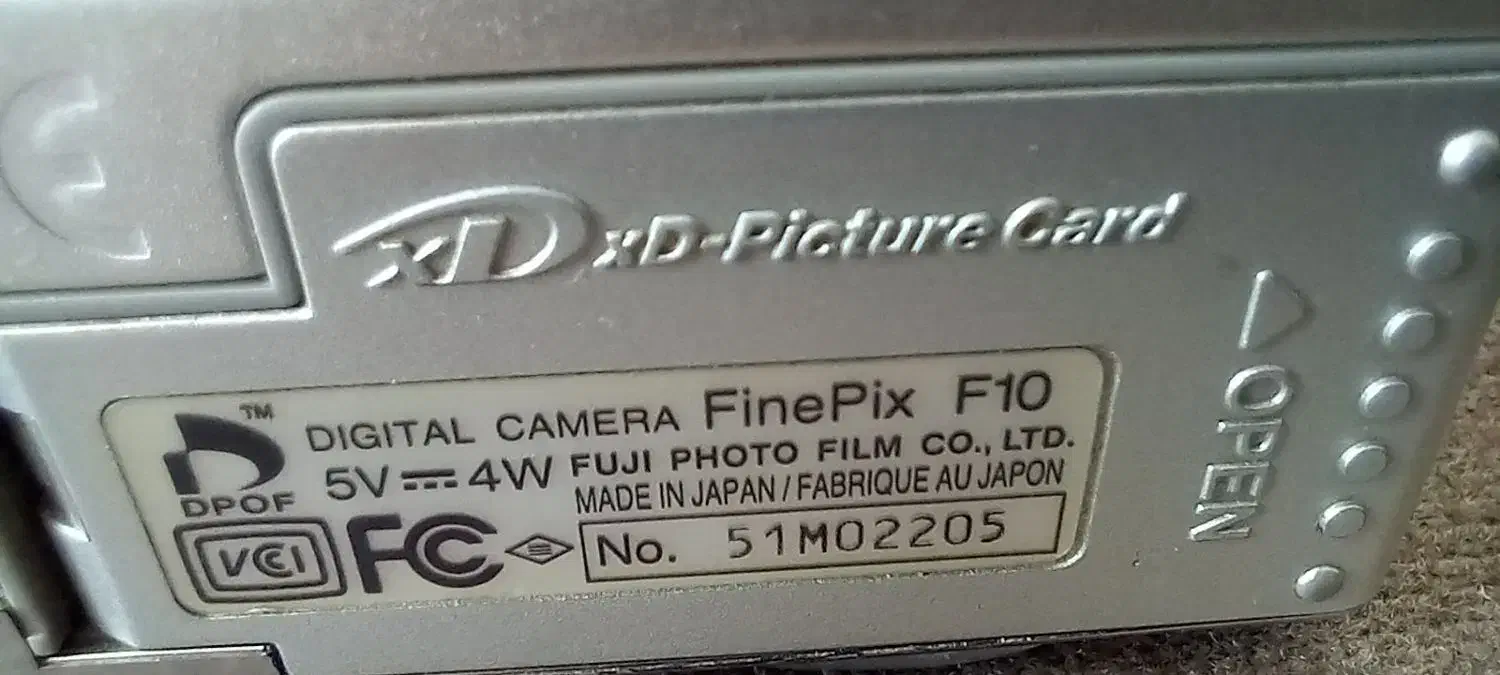 CE
xD xD-Picture Card
OPEN
TM
DPOF
DIGITAL CAMERA FinePix F10
5V 4W FUJI PHOTO FILM CO., LTD.
MADE IN JAPAN / FABRIQUE AU JAPON
VCCI FC No. 51M02205